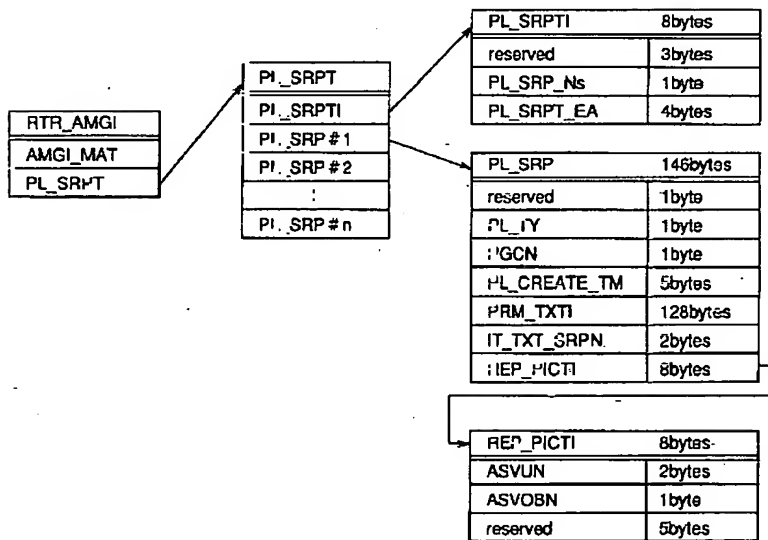 RTR_AMGI
AMGI_MAT
PL_SRPT
PL_SRPT
PL_SRPTI
PL_SRP #1
PL_SRP #2
:
PL_SRP #n
PL_SRPTI 8bytes
reserved 3bytes
PL_SRP_Ns 1byte
PL_SRPT_EA 4bytes
PL_SRP 146bytes
reserved 1byte
PL_TY 1byte
PGCN 1byte
PL_CREATE_TM 5bytes
PRM_TXTI 128bytes
IT_TXT_SRPN 2bytes
REP_PICTI 8bytes
REP_PICTI 8bytes
ASVUN 2bytes
ASVOBN 1byte
reserved 5bytes